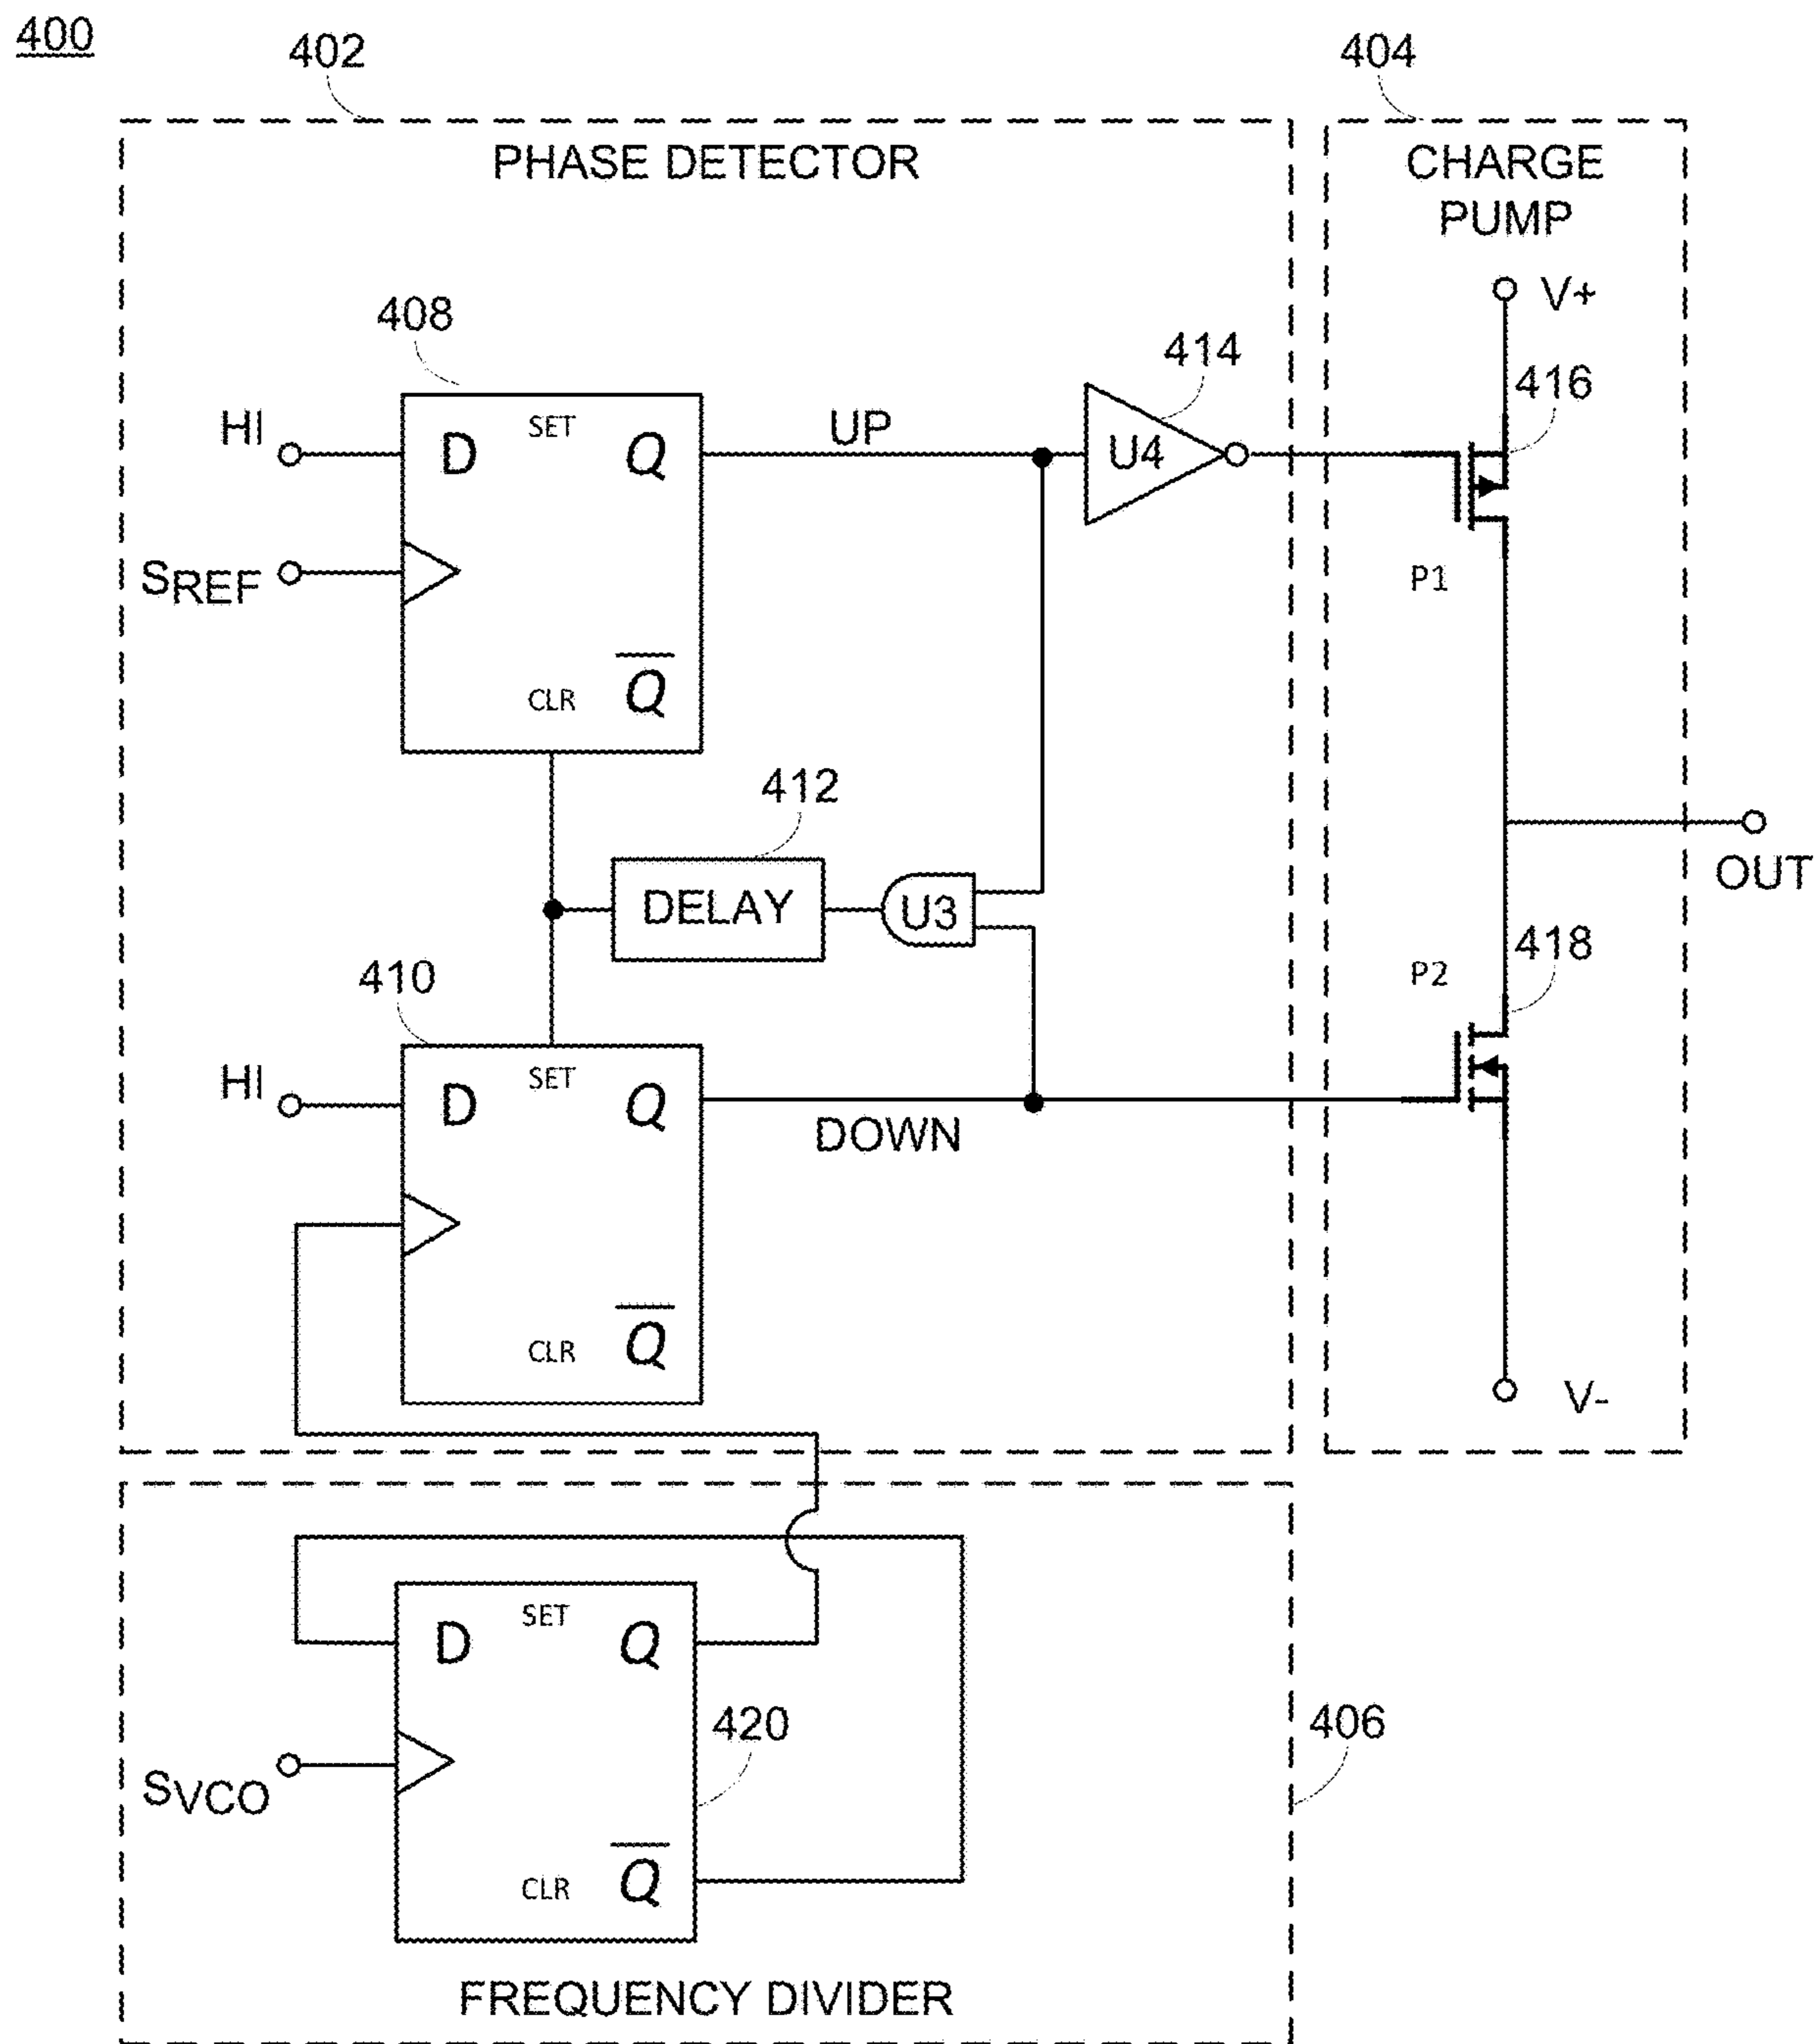 400
402
404
PHASE DETECTOR
CHARGE
PUMP
V+
408
414
416
HI
D
SET
Q
UP
U4
SREF
P1
CLR
Q
412
DELAY
U3
OUT
410
P2
418
HI
D
SET
Q
DOWN
CLR
Q
V-
D
SET
Q
420
406
SVCO
CLR
Q
FREQUENCY DIVIDER